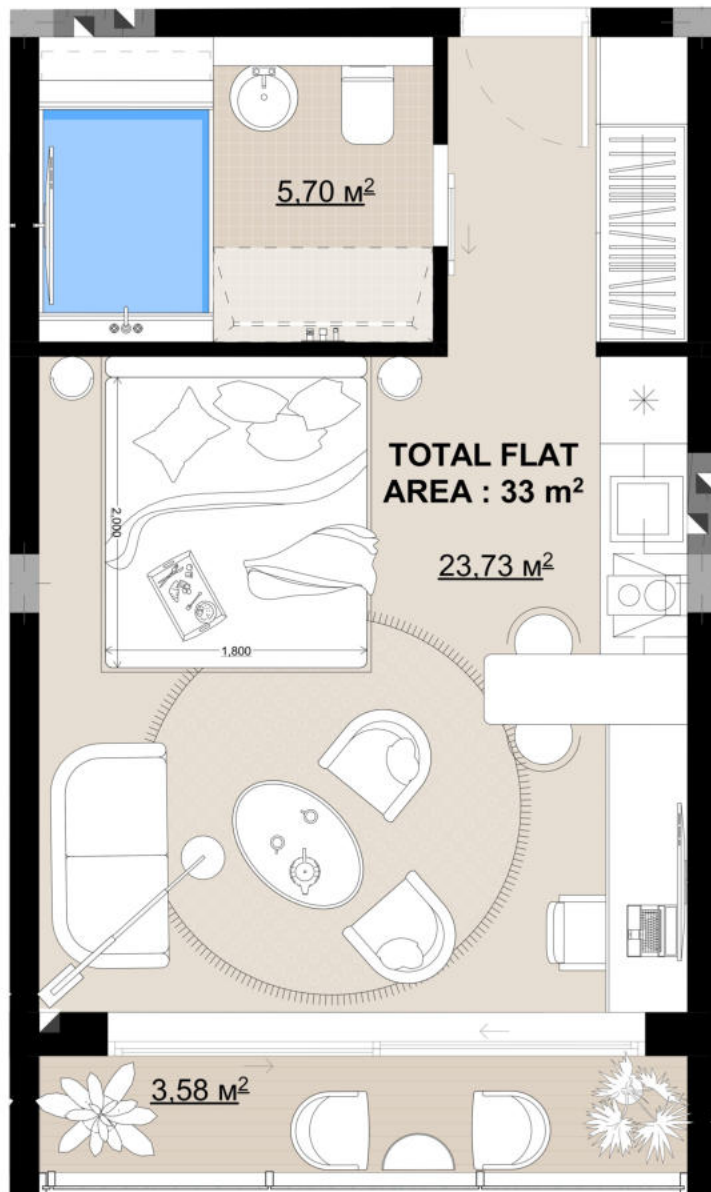 5,70 м²
TOTAL FLAT
AREA : 33 m²
23,73 м²
2,000
1,800
3,58 м²